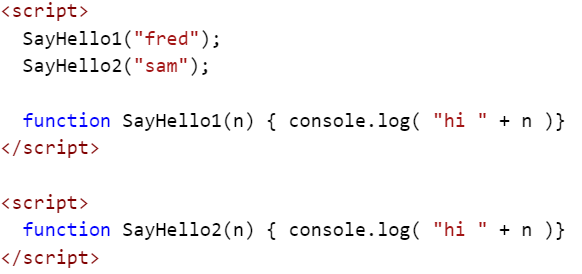 <script>
SayHello1("fred");
SayHello2("sam");
function SayHello1(n) { console.log( "hi " + n )}
</script>
<script>
function SayHello2(n) { console.log( "hi " + n )}
</script>